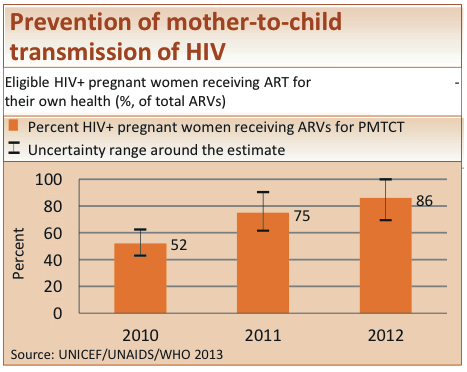 Prevention of mother-to-child
transmission of HIV
Eligible HIV+ pregnant women receiving ART for -
their own health (%, of total ARVs)
Percent HIV+ pregnant women receiving ARVs for PMTCT
Uncertainty range around the estimate
100
80
60
40
20
0
Percent
52
75
86
2010 2011 2012
Source: UNICEF/UNAIDS/WHO 2013